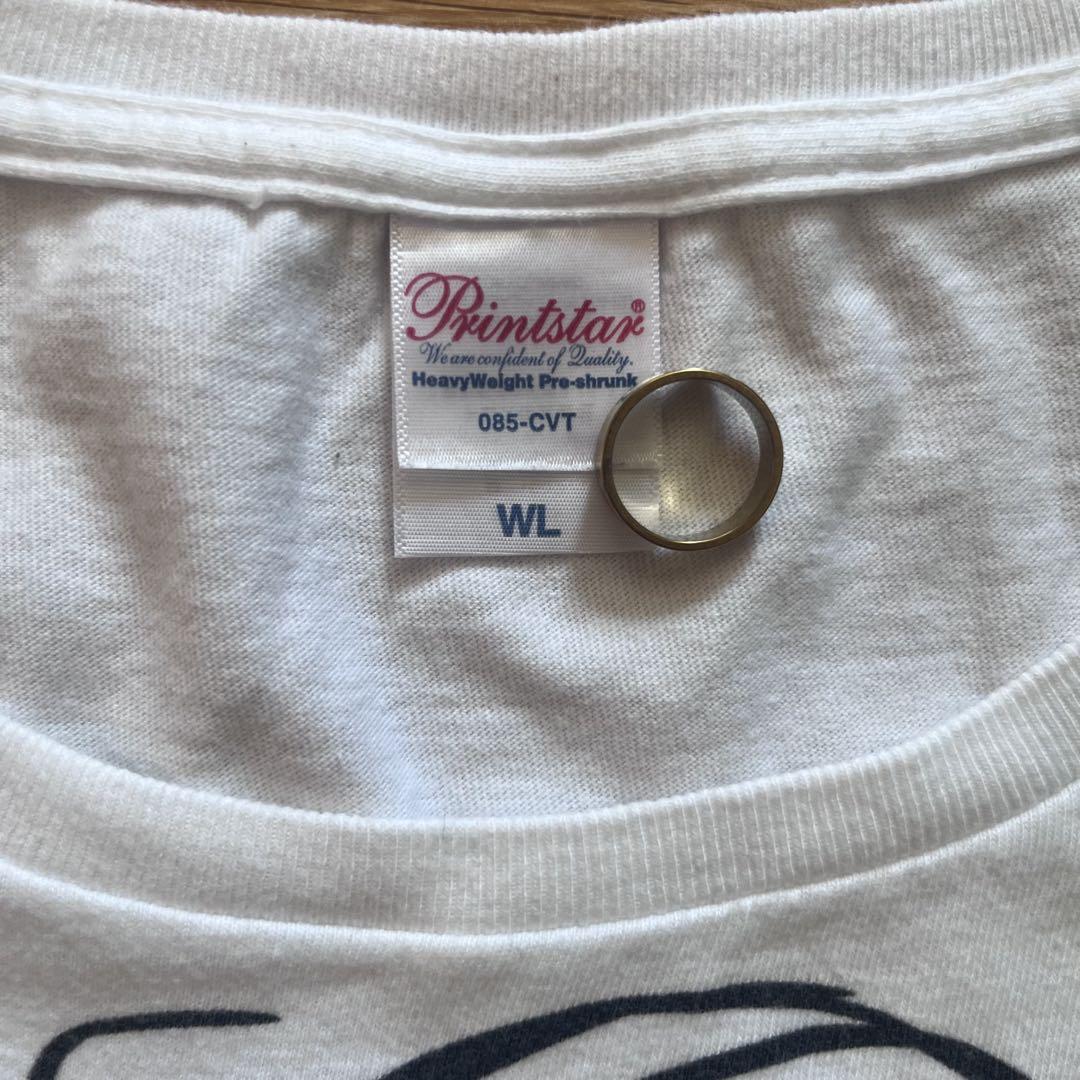 Printstar®
We are confident of Quality.
HeavyWeight Pre-shrunk
085-CVT
WL